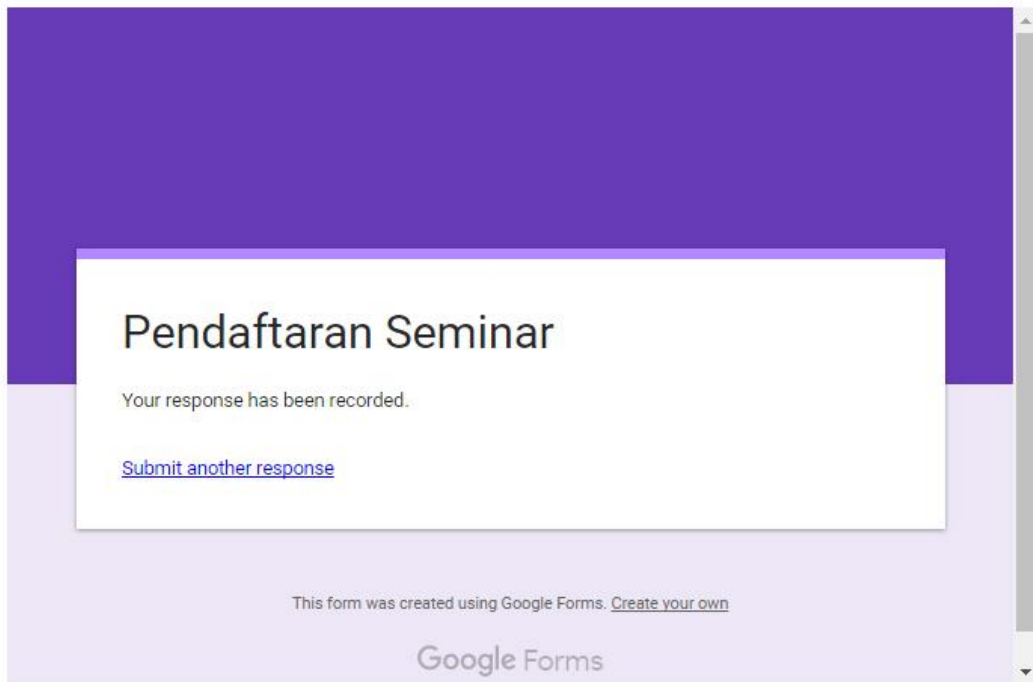 Pendaftaran Seminar
Your response has been recorded.
Submit another response
This form was created using Google Forms. Create your own
Google Forms